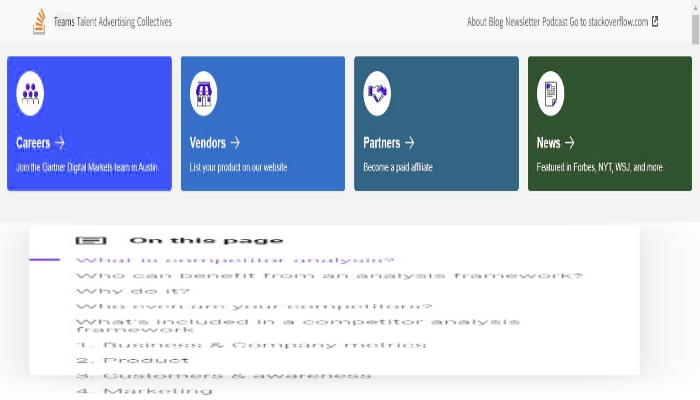 Teams Talent Advertising Collectives
About Blog Newsletter Podcast Go to stackoverflow.com
Careers →
Join the Gartner Digital Markets team in Austin.
Vendors →
List your product on our website
Partners →
Become a paid affiliate
News →
Featured in Forbes, NYT, WSJ, and more
On this page
What is competitor analysis?
Who can benefit from an analysis framework?
Why do it?
Who even are your competitors?
What's included in a competitor analysis
framework
1. Business & Company metrics
2. Product
3. Customers & awareness
4. Marketing